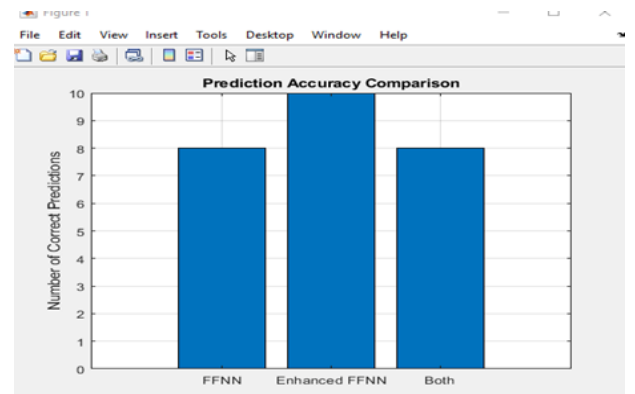 Figure 1
File Edit View Insert Tools Desktop Window Help
Prediction Accuracy Comparison
Number of Correct Predictions
10
9
8
7
6
5
4
3
2
1
0
FFNN Enhanced FFNN Both